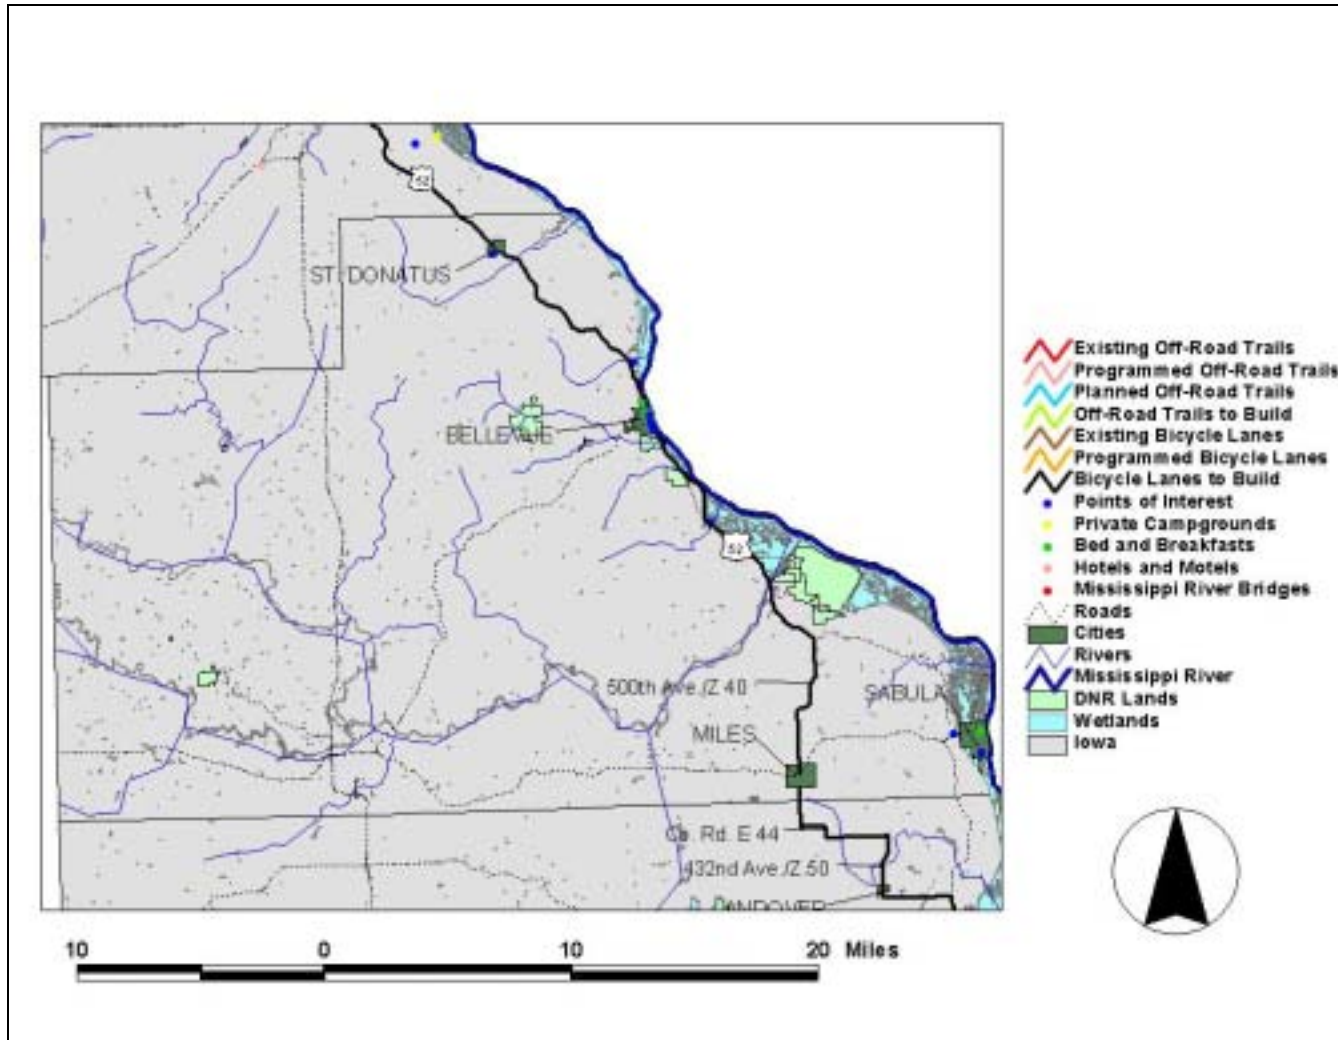 52
ST. DONATUS
BELLEVUE
52
500th Ave./Z 40
SABULA
MILES
Co. Rd. E 44
432nd Ave./Z 50
ANDOVER
Existing Off-Road Trails
Programmed Off-Road Trails
Planned Off-Road Trails
Off-Road Trails to Build
Existing Bicycle Lanes
Programmed Bicycle Lanes
Bicycle Lanes to Build
Points of Interest
Private Campgrounds
Bed and Breakfasts
Hotels and Motels
Mississippi River Bridges
Roads
Cities
Rivers
Mississippi River
DNR Lands
Wetlands
Iowa
10 0 10 20 Miles